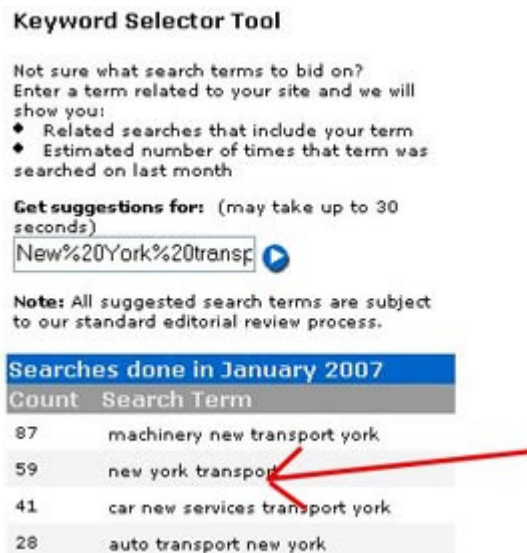 Keyword Selector Tool
Not sure what search terms to bid on?
Enter a term related to your site and we will
show you:
◆ Related searches that include your term
◆ Estimated number of times that term was
searched on last month
Get suggestions for: (may take up to 30
seconds)
New%20York%20transp
Note: All suggested search terms are subject
to our standard editorial review process.
Searches done in January 2007
Count Search Term
87 machinery new transport york
59 new york transport
41 car new services transport york
28 auto transport new york